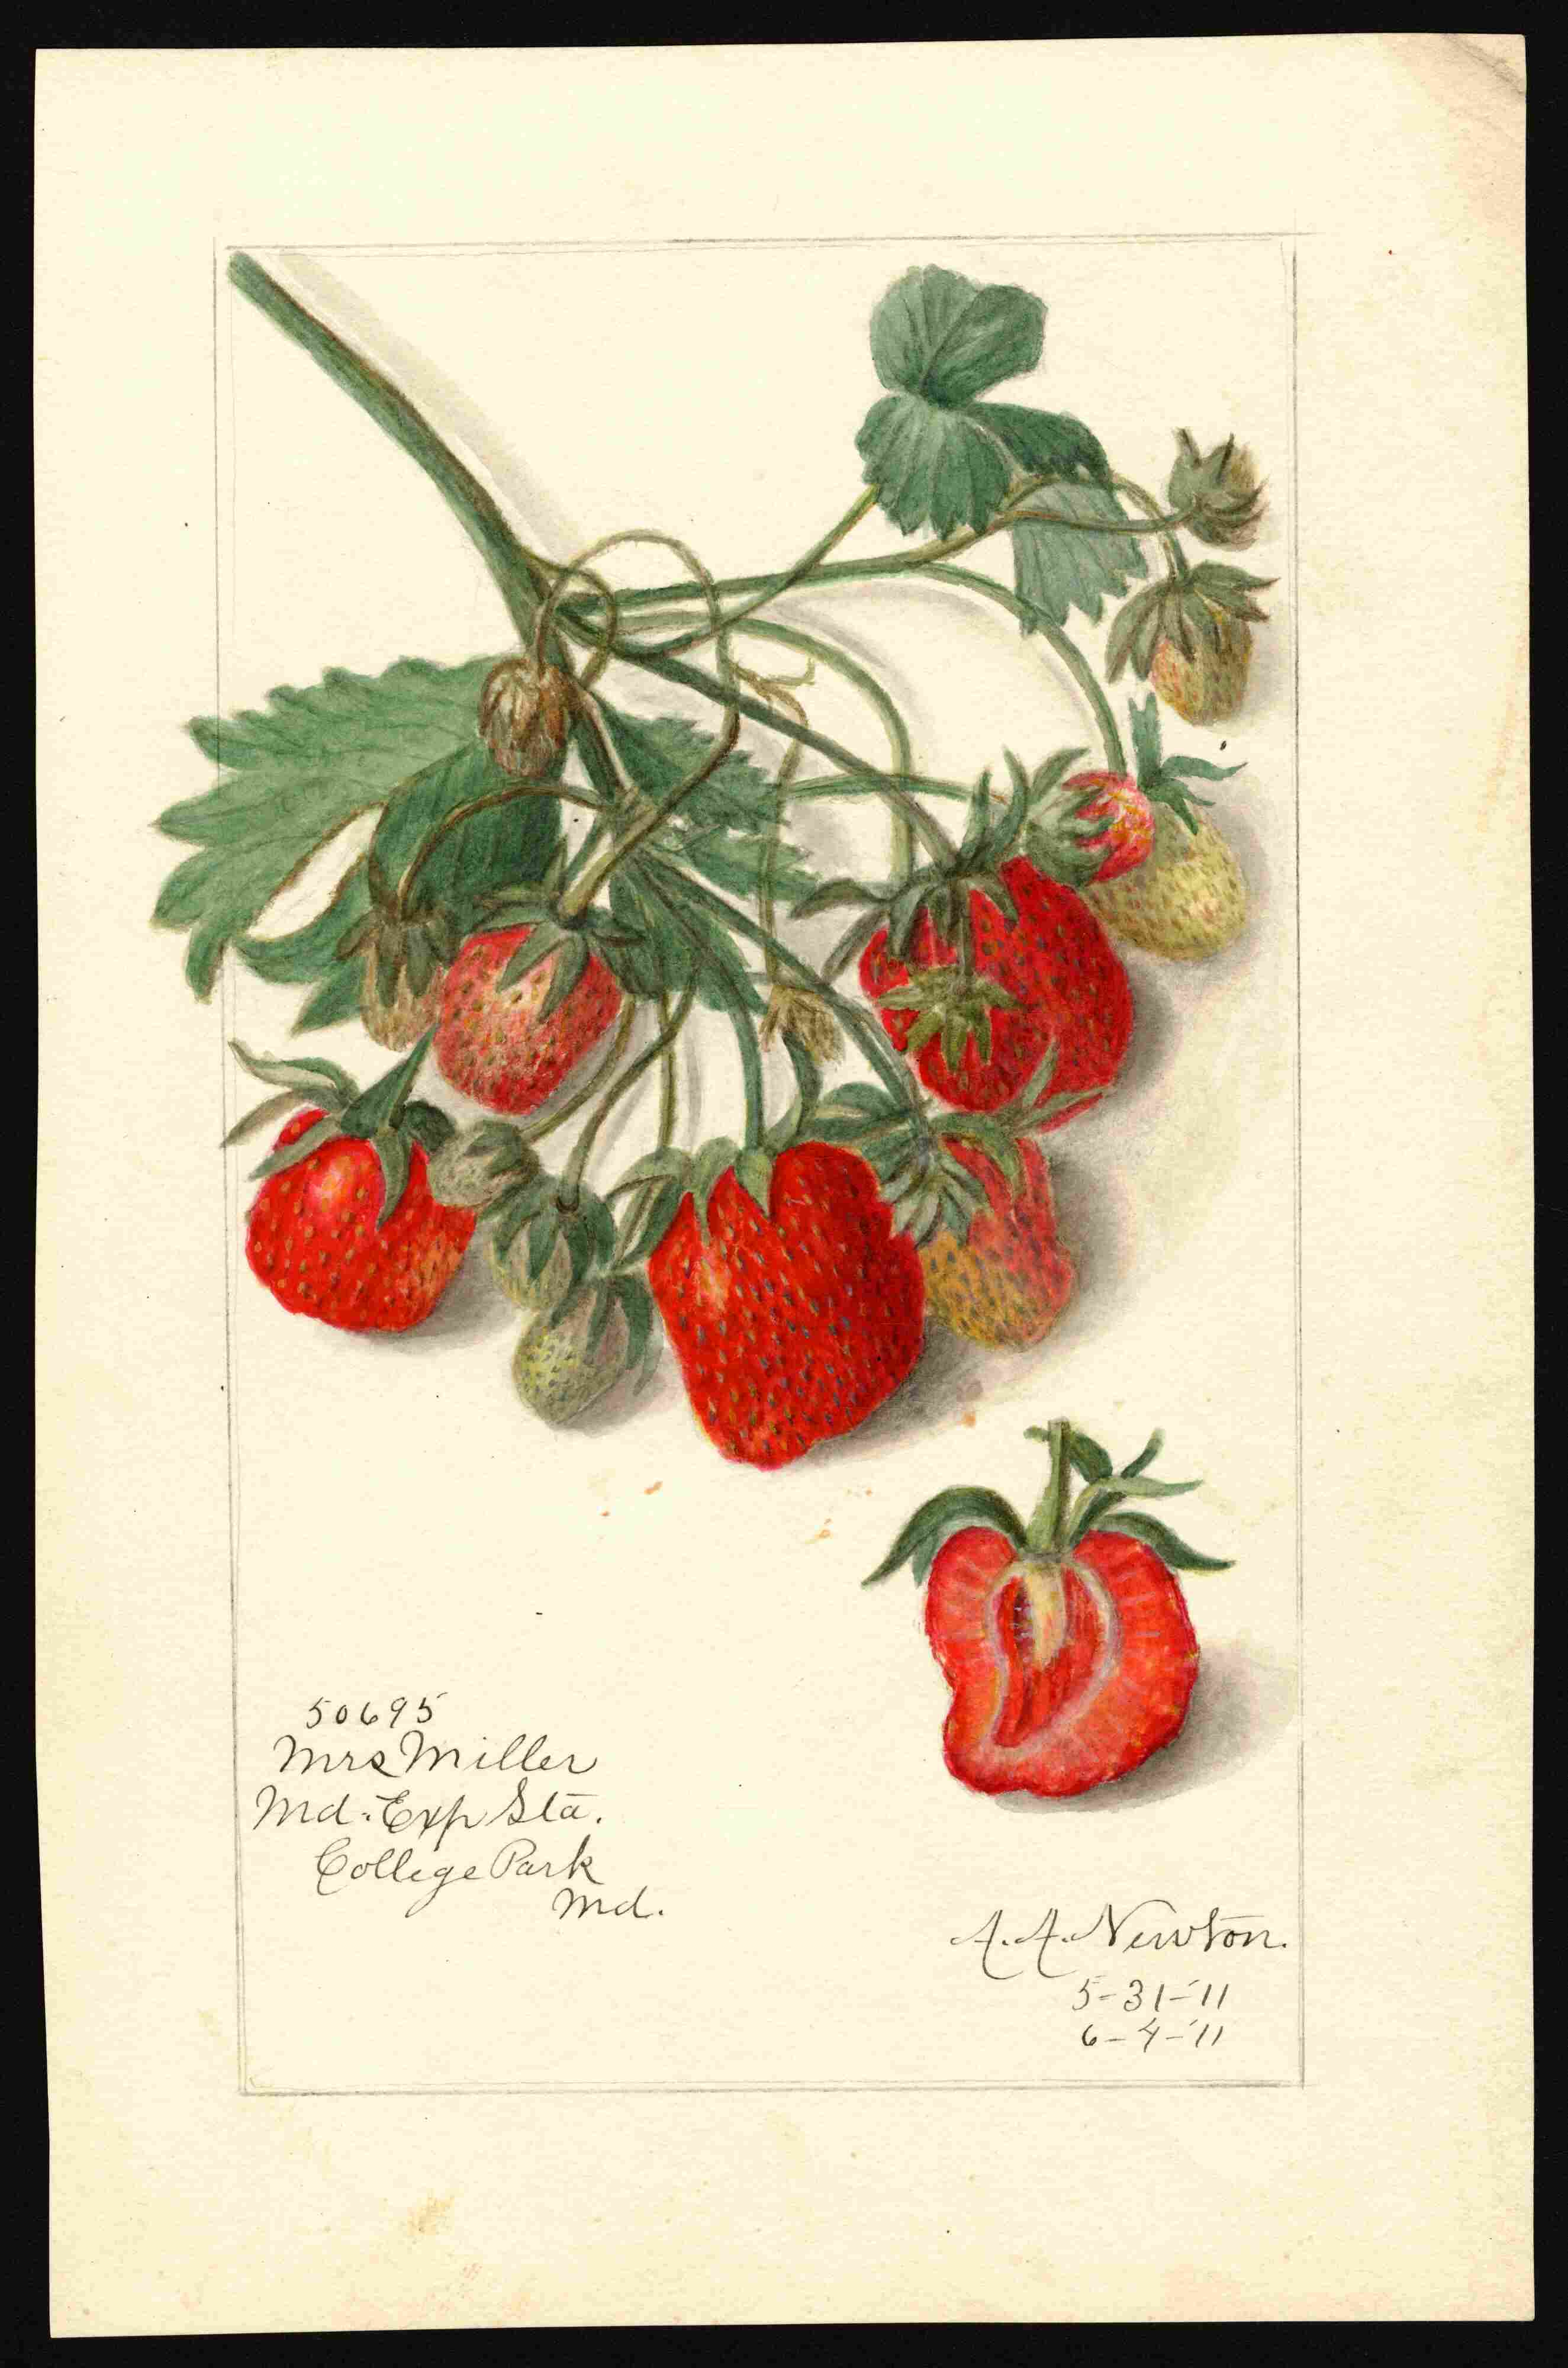 50695
Mrs Miller
Md. Exp Sta.
College Park
Md.
A. A. Newton.
5-31-'11
6-4-'11